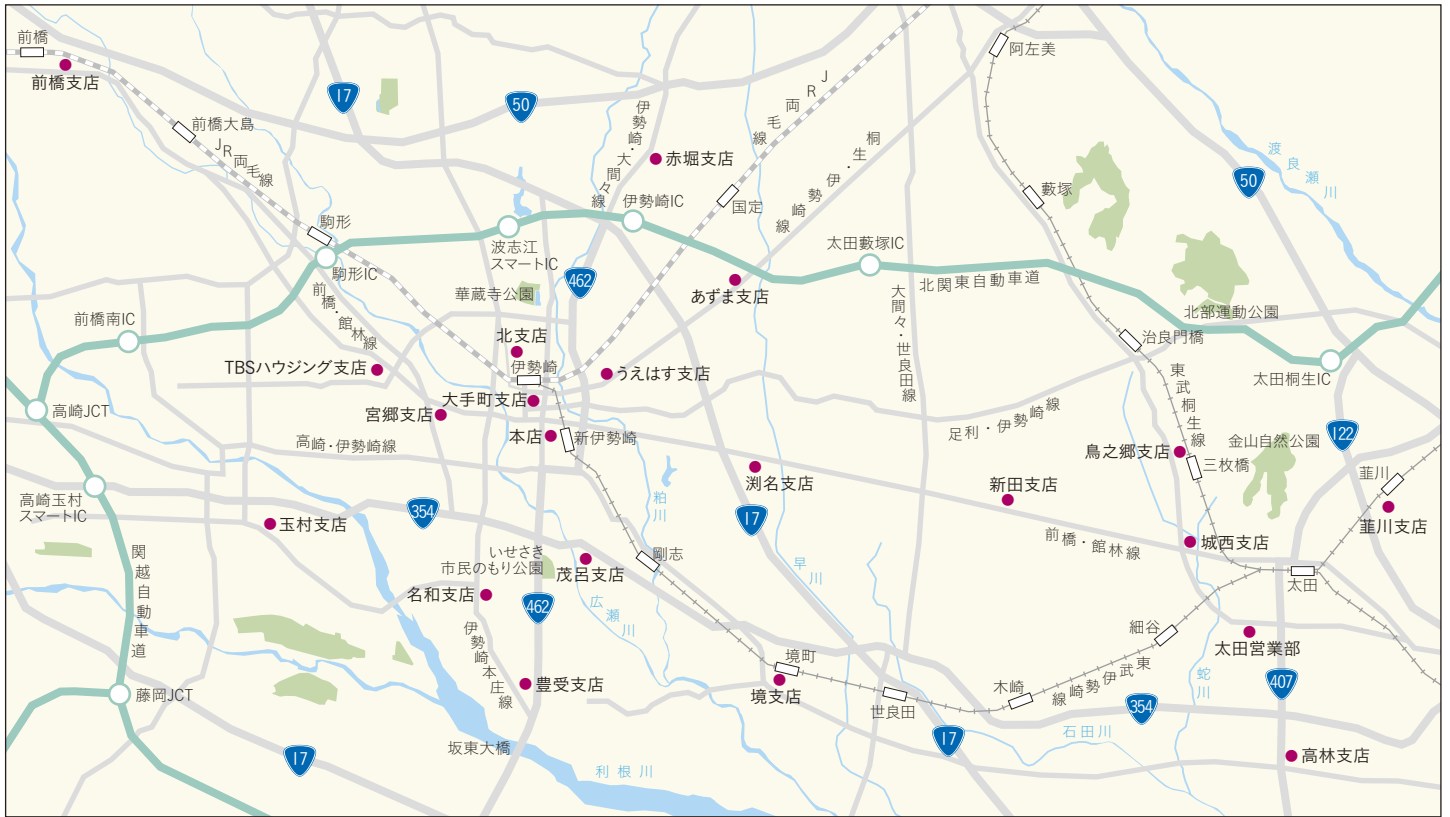 前橋
前橋支店
前橋大島
JR両毛線
17
50
伊勢崎・大間々線
赤堀支店
JR両毛線
桐生・伊勢崎線
阿左美
渡良瀬川
50
藪塚
国定
伊勢崎IC
駒形
駒形IC
波志江
スマートIC
462
太田藪塚IC
北関東自動車道
華蔵寺公園
あずま支店
前橋・館林線
大間々・世良田線
前橋南IC
北部運動公園
治良門橋
北支店
伊勢崎
TBSハウジング支店
うえはす支店
太田桐生IC
東武桐生線
高崎JCT
大手町支店
宮郷支店
本店
新伊勢崎
高崎・伊勢崎線
足利・伊勢崎線
122
金山自然公園
鳥之郷支店
三枚橋
韮川
韮川支店
高崎玉村
スマートIC
渕名支店
新田支店
粕川
354
17
玉村支店
前橋・館林線
城西支店
関越自動車道
いせさき
市民のもり公園
茂呂支店
剛志
早川
太田
名和支店
462
広瀬川
細谷
太田営業部
伊勢崎本庄線
豊受支店
境町
境支店
世良田
木崎
東武伊勢崎線
蛇川
407
354
藤岡JCT
坂東大橋
17
利根川
17
石田川
高林支店